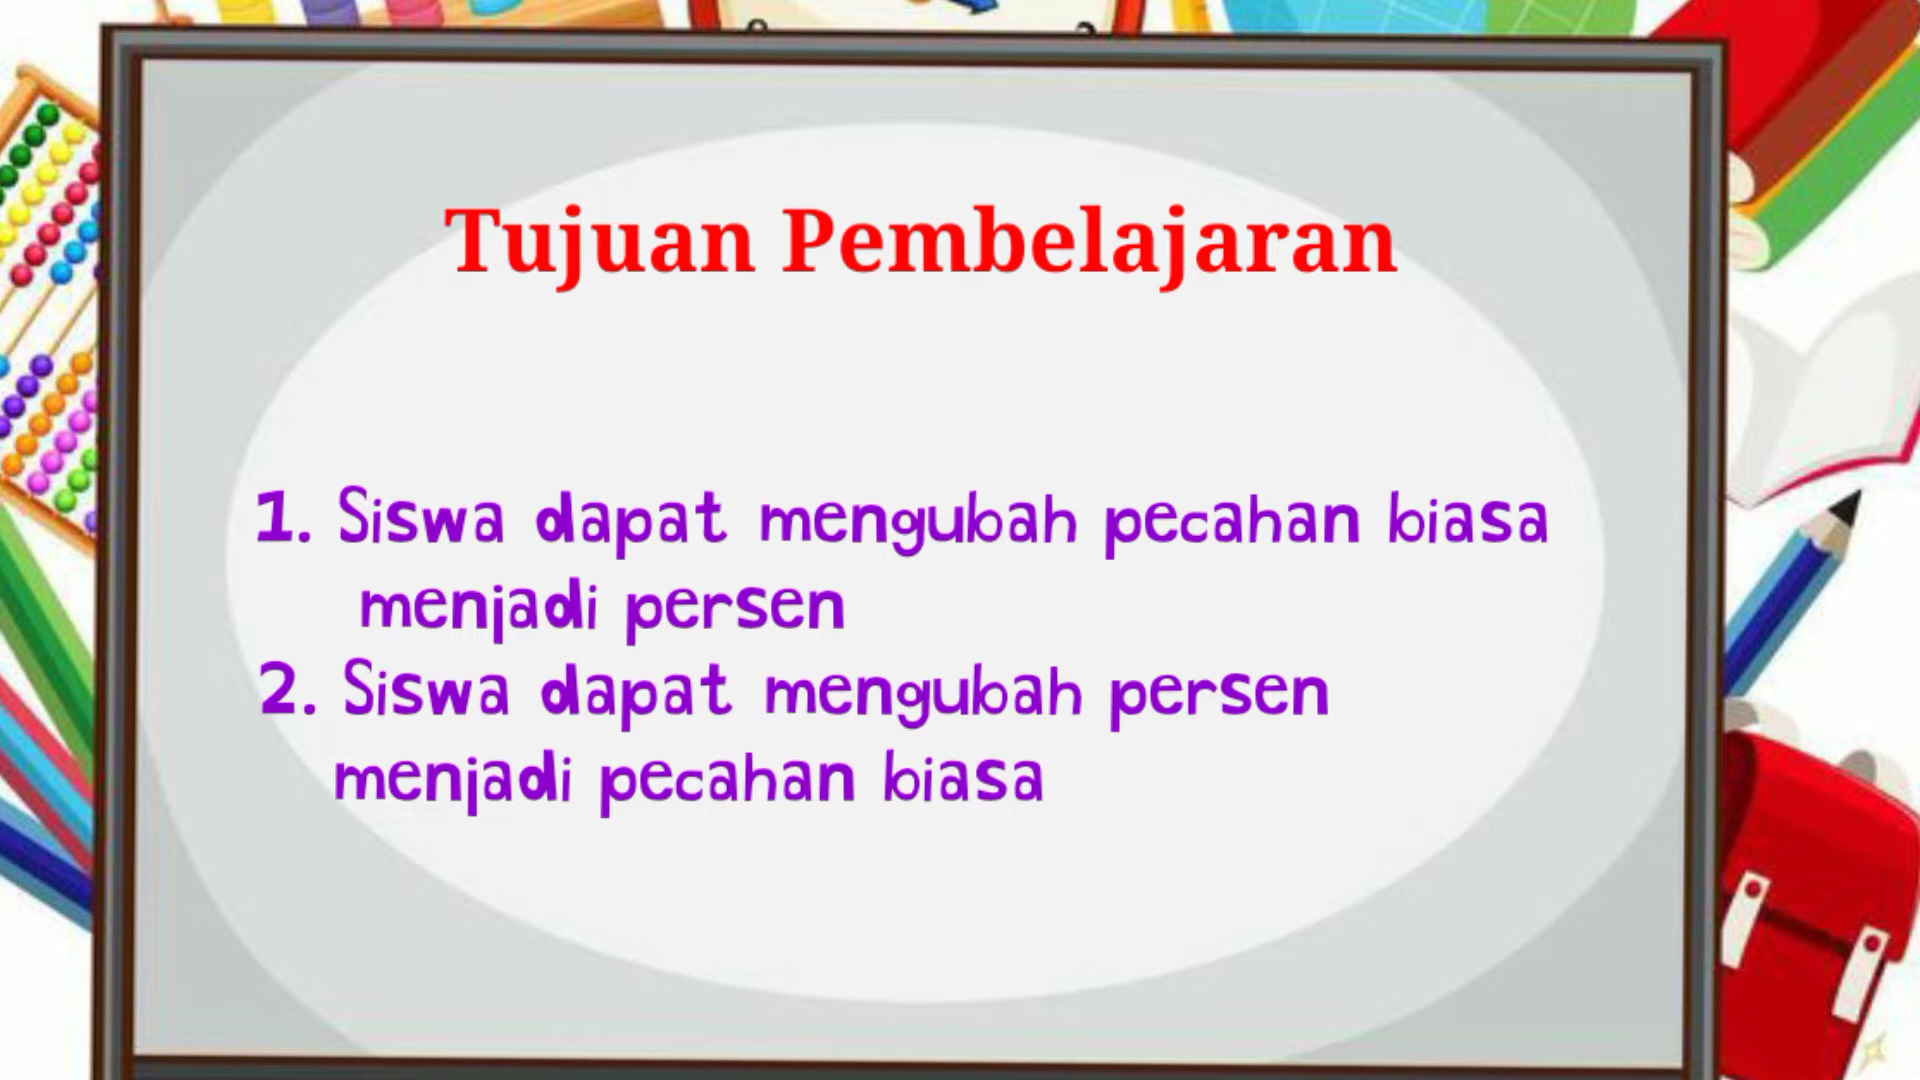 Tujuan Pembelajaran
1. Siswa dapat mengubah pecahan biasa
menjadi persen
2. Siswa dapat mengubah persen
menjadi pecahan biasa